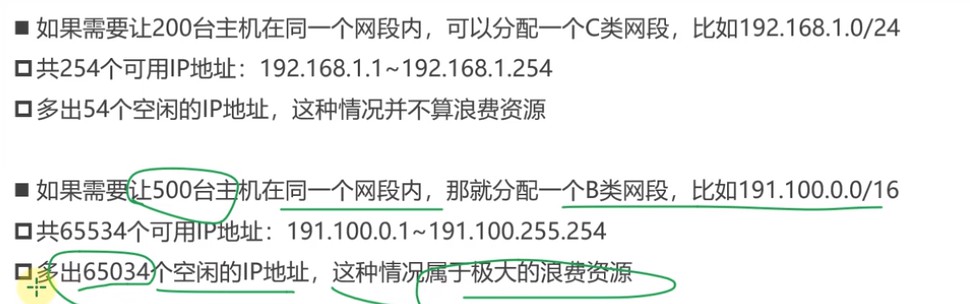 ■ 如果需要让200台主机在同一个网段内，可以分配一个C类网段，比如192.168.1.0/24
◘ 共254个可用IP地址：192.168.1.1~192.168.1.254
◘ 多出54个空闲的IP地址，这种情况并不算浪费资源
■ 如果需要让500台主机在同一个网段内，那就分配一个B类网段，比如191.100.0.0/16
◘ 共65534个可用IP地址：191.100.0.1~191.100.255.254
◘ 多出65034个空闲的IP地址，这种情况属于极大的浪费资源